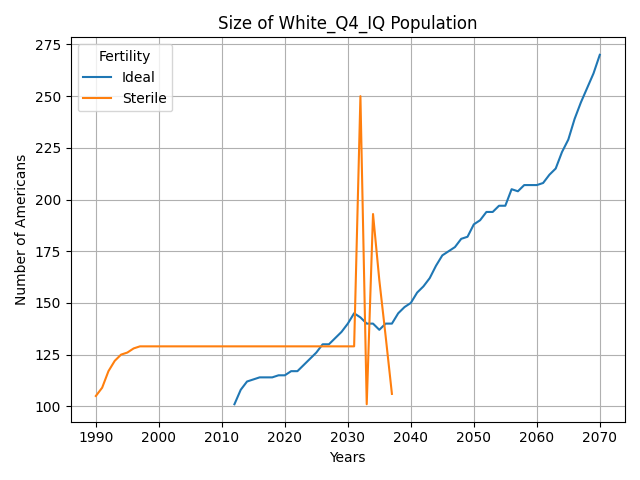 Size of White_Q4_IQ Population
Number of Americans
275
250
225
200
175
150
125
100
Fertility
Ideal
Sterile
1990
2000
2010
2020
2030
2040
2050
2060
2070
Years